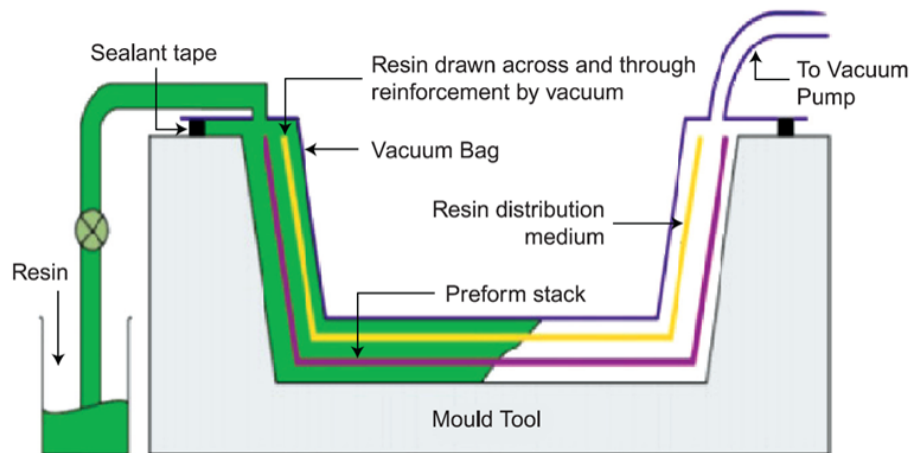 Sealant tape
Resin drawn across and through
reinforcement by vacuum
To Vacuum
Pump
Vacuum Bag
Resin distribution
medium
Resin
Preform stack
Mould Tool